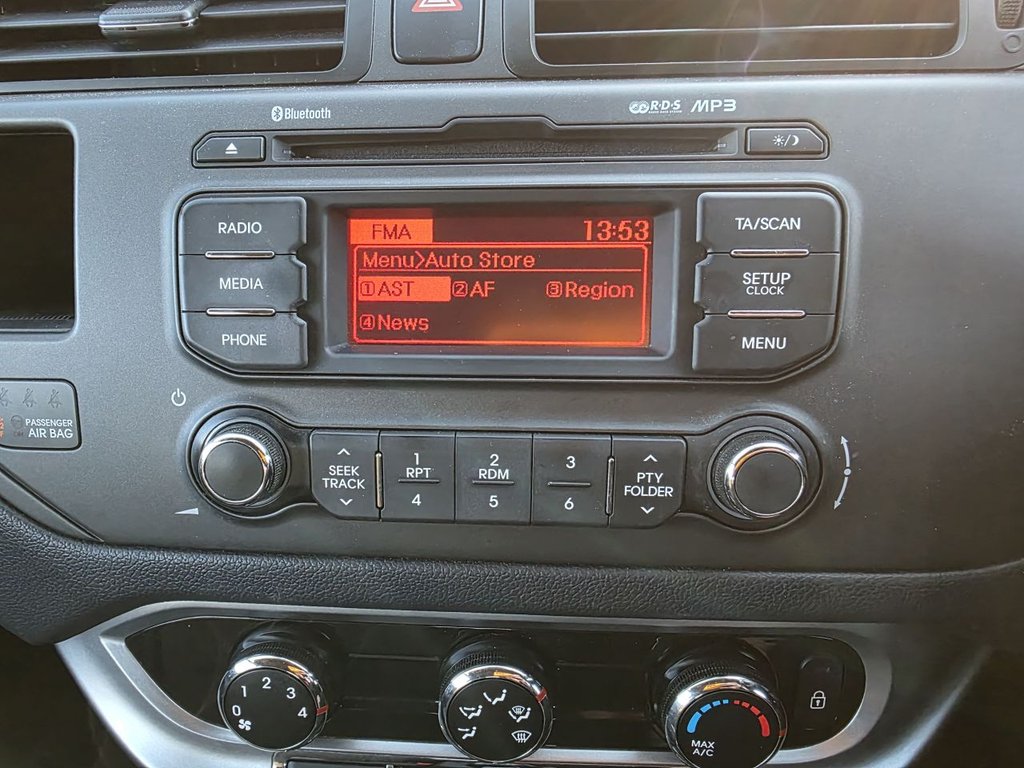 Bluetooth
R·D·S MP3
RADIO
MEDIA
PHONE
FMA 13:53
Menu>Auto Store
①AST ②AF ③Region
④News
TA/SCAN
SETUP
CLOCK
MENU
PASSENGER
AIR BAG
SEEK
TRACK
1
RPT
4
2
RDM
5
3
6
PTY
FOLDER
0 1 2 3 4
MAX
A/C